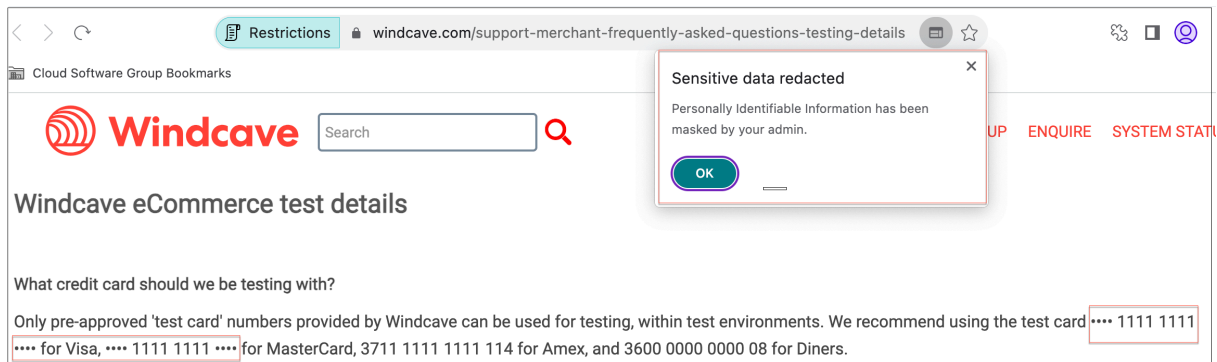 Restrictions windcave.com/support-merchant-frequently-asked-questions-testing-details
Cloud Software Group Bookmarks
Sensitive data redacted
Personally Identifiable Information has been
masked by your admin.
OK
Windcave Search UP ENQUIRE SYSTEM STATU
Windcave eCommerce test details
What credit card should we be testing with?
Only pre-approved 'test card' numbers provided by Windcave can be used for testing, within test environments. We recommend using the test card •••• 1111 1111
•••• for Visa, •••• 1111 1111 •••• for MasterCard, 3711 1111 1111 114 for Amex, and 3600 0000 0000 08 for Diners.